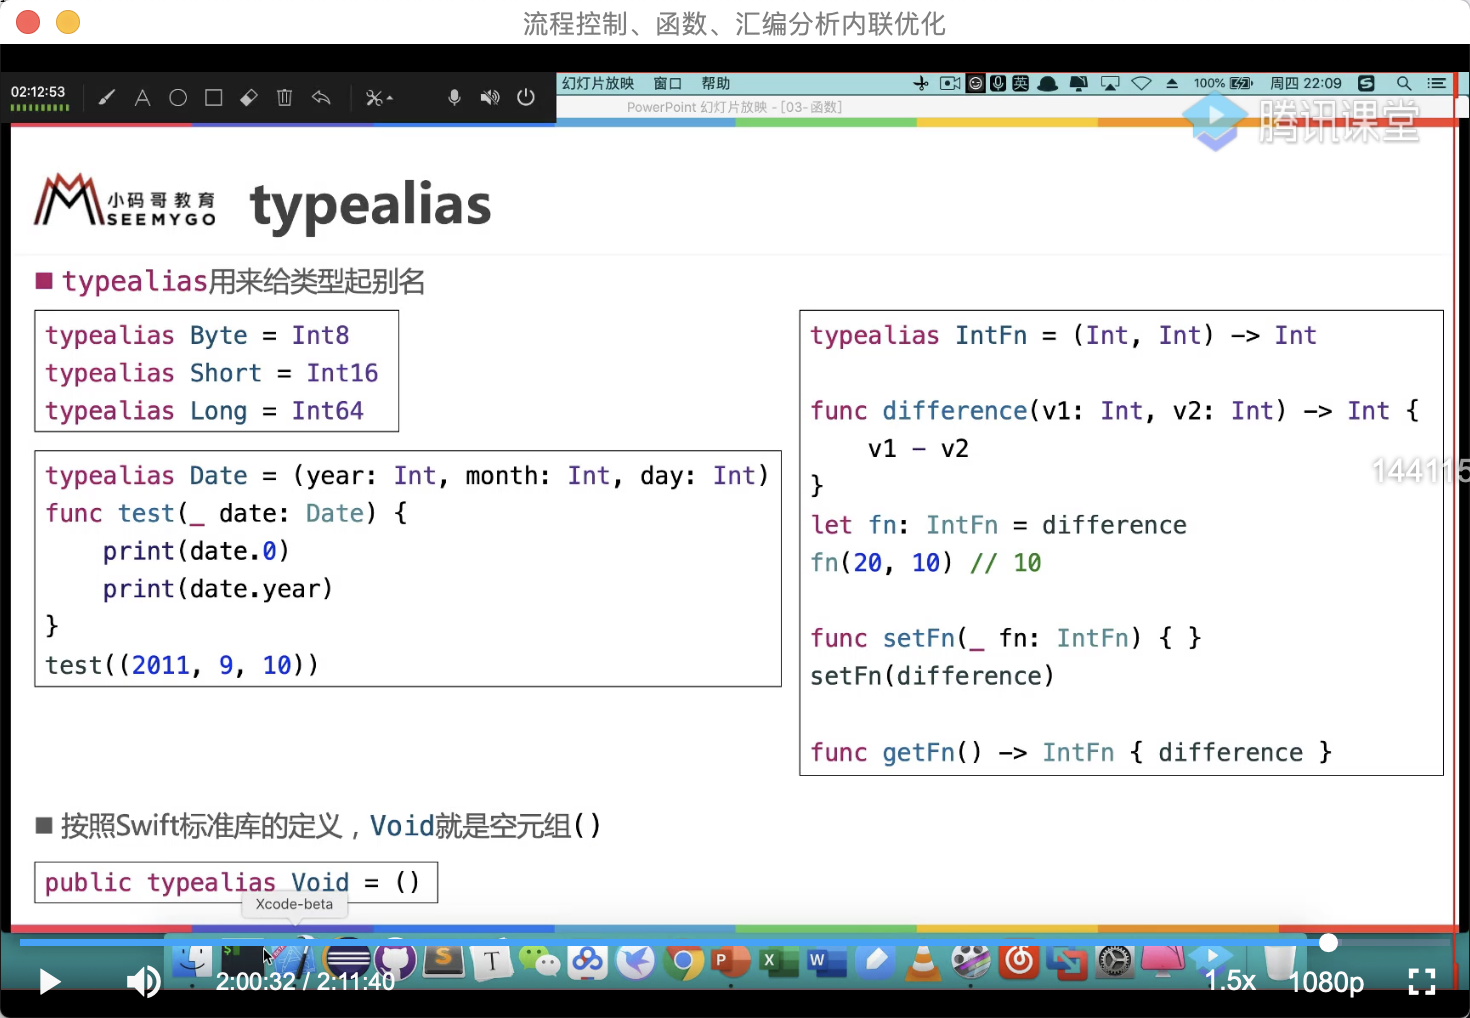 流程控制、函数、汇编分析内联优化
02:12:53
幻灯片放映 窗口 帮助
英
100%
周四 22:09
PowerPoint 幻灯片放映 - [03-函数]
腾讯课堂
小码哥教育
SEEMYGO
typealias
typealias用来给类型起别名
typealias Byte = Int8
typealias Short = Int16
typealias Long = Int64
typealias Date = (year: Int, month: Int, day: Int)
func test(_ date: Date) {
    print(date.0)
    print(date.year)
}
test((2011, 9, 10))
typealias IntFn = (Int, Int) -> Int
func difference(v1: Int, v2: Int) -> Int {
    v1 - v2
}
let fn: IntFn = difference
fn(20, 10) // 10
func setFn(_ fn: IntFn) { }
setFn(difference)
func getFn() -> IntFn { difference }
144115
按照Swift标准库的定义，Void就是空元组()
public typealias Void = ()
Xcode-beta
2:00:32 / 2:11:40
1.5x
1080p